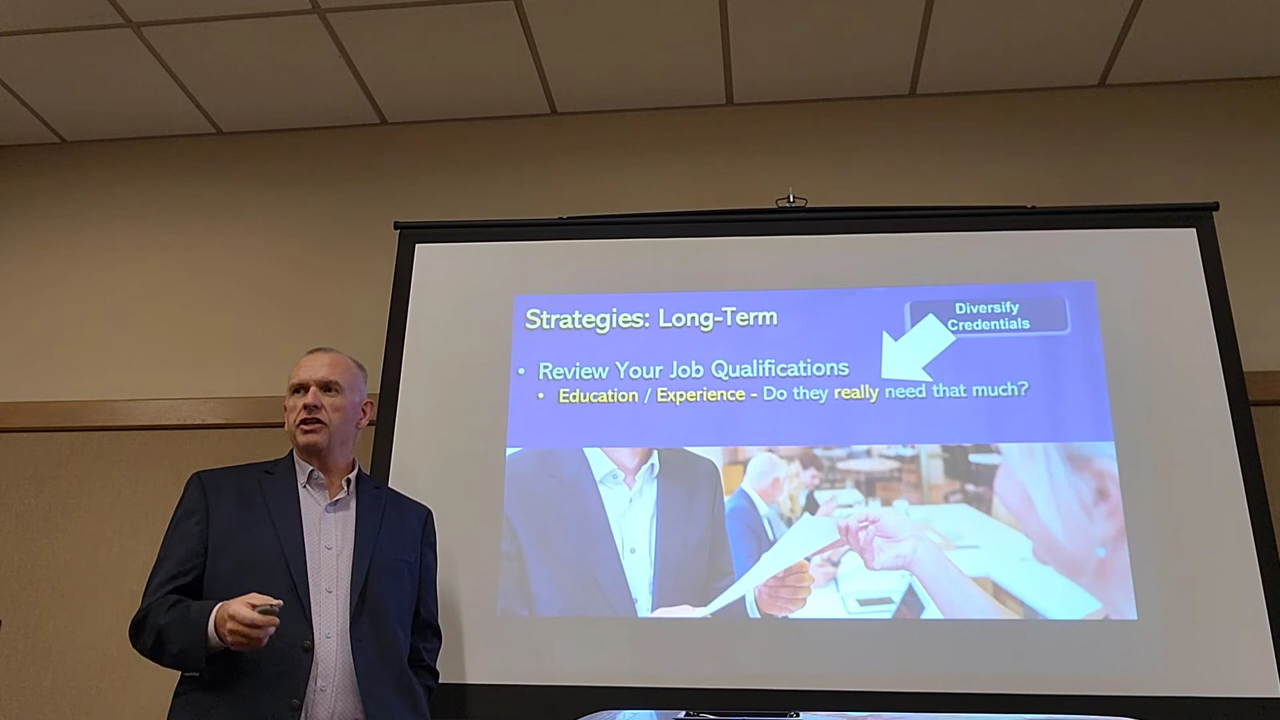 Strategies: Long-Term
Diversify
Credentials
• Review Your Job Qualifications
• Education / Experience - Do they really need that much?